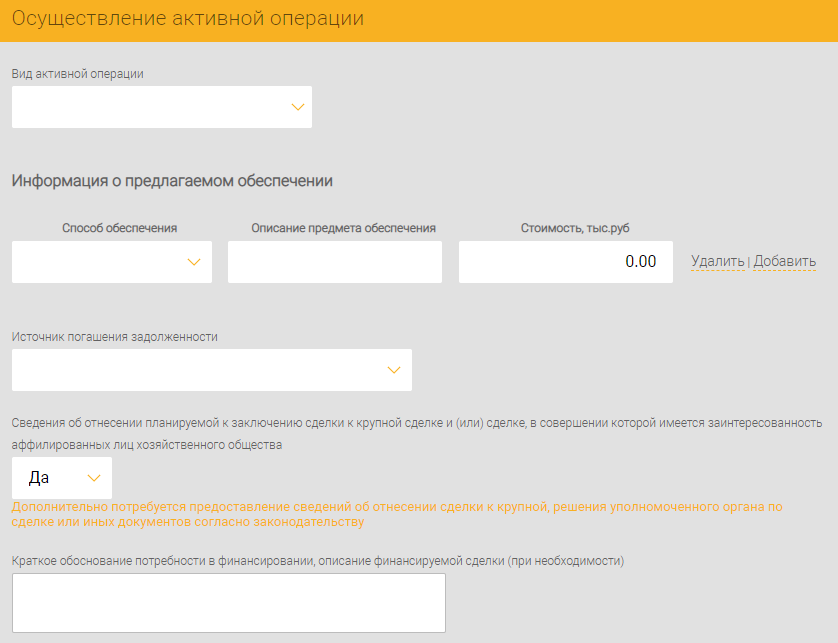 Осуществление активной операции
Вид активной операции
Информация о предлагаемом обеспечении
Способ обеспечения Описание предмета обеспечения Стоимость, тыс.руб
0.00 Удалить | Добавить
Источник погашения задолженности
Сведения об отнесении планируемой к заключению сделки к крупной сделке и (или) сделке, в совершении которой имеется заинтересованность
аффилированных лиц хозяйственного общества
Да
Дополнительно потребуется предоставление сведений об отнесении сделки к крупной, решения уполномоченного органа по
сделке или иных документов согласно законодательству
Краткое обоснование потребности в финансировании, описание финансируемой сделки (при необходимости)